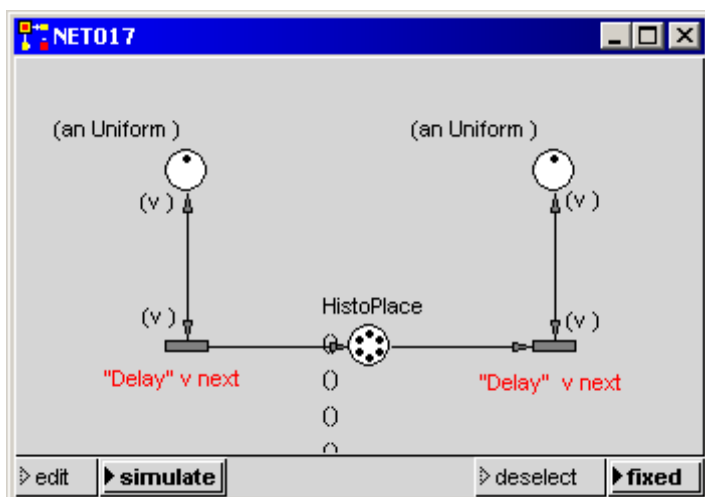 NET017
(an Uniform )
(an Uniform )
(v )
(v )
HistoPlace
(v )
(v )
()
"Delay" v next
()
"Delay"  v next
()
()
edit
simulate
deselect
fixed